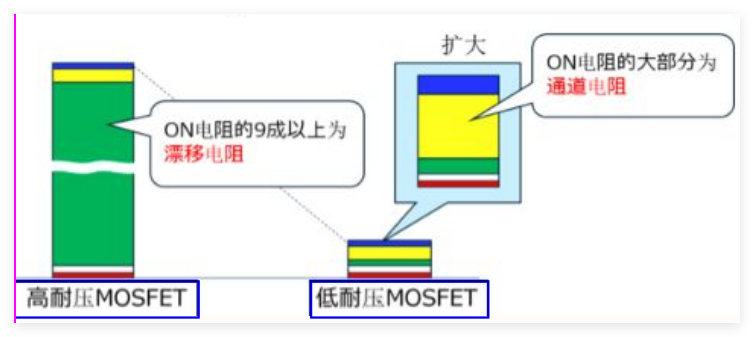 扩大
ON电阻的大部分为
通道电阻
ON电阻的9成以上为
漂移电阻
高耐压MOSFET
低耐压MOSFET